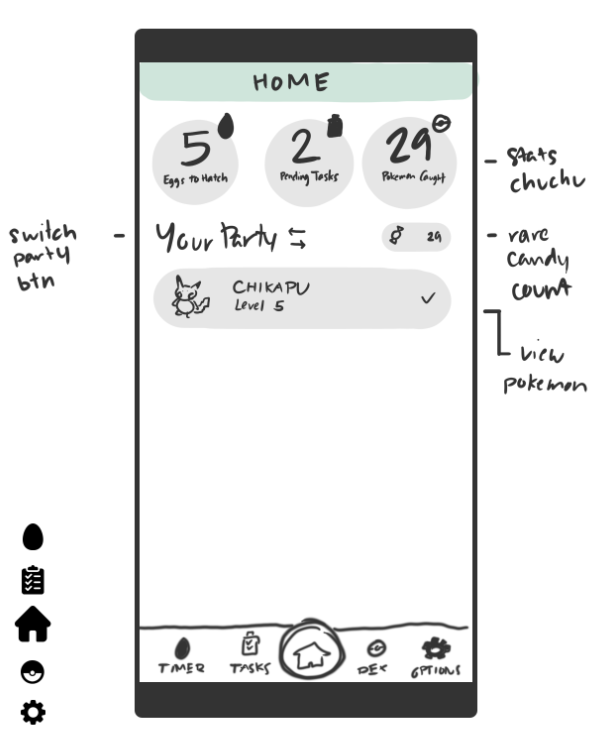 HOME
5
Eggs to Hatch
2
Pending Tasks
29
Pokemon Caught
stats
chuchu
switch
party
btn
Your Party
29
rare
candy
count
CHIKAPU
Level 5
view
pokemon
TIMER
TASKS
DEX
OPTIONS